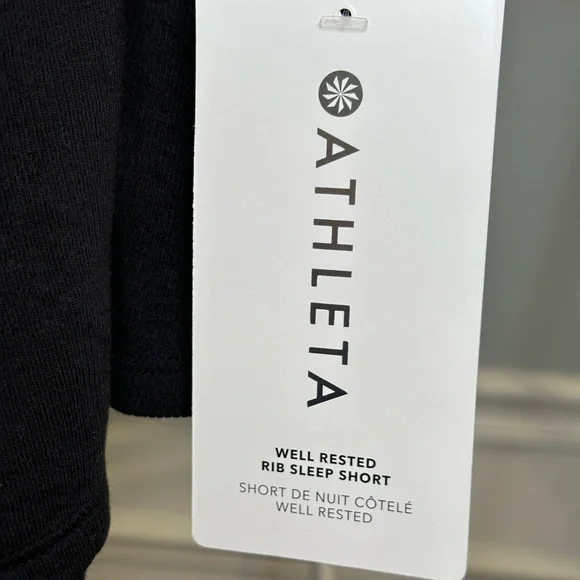 ATHLETA
WELL RESTED
RIB SLEEP SHORT
SHORT DE NUIT CÔTELÉ
WELL RESTED